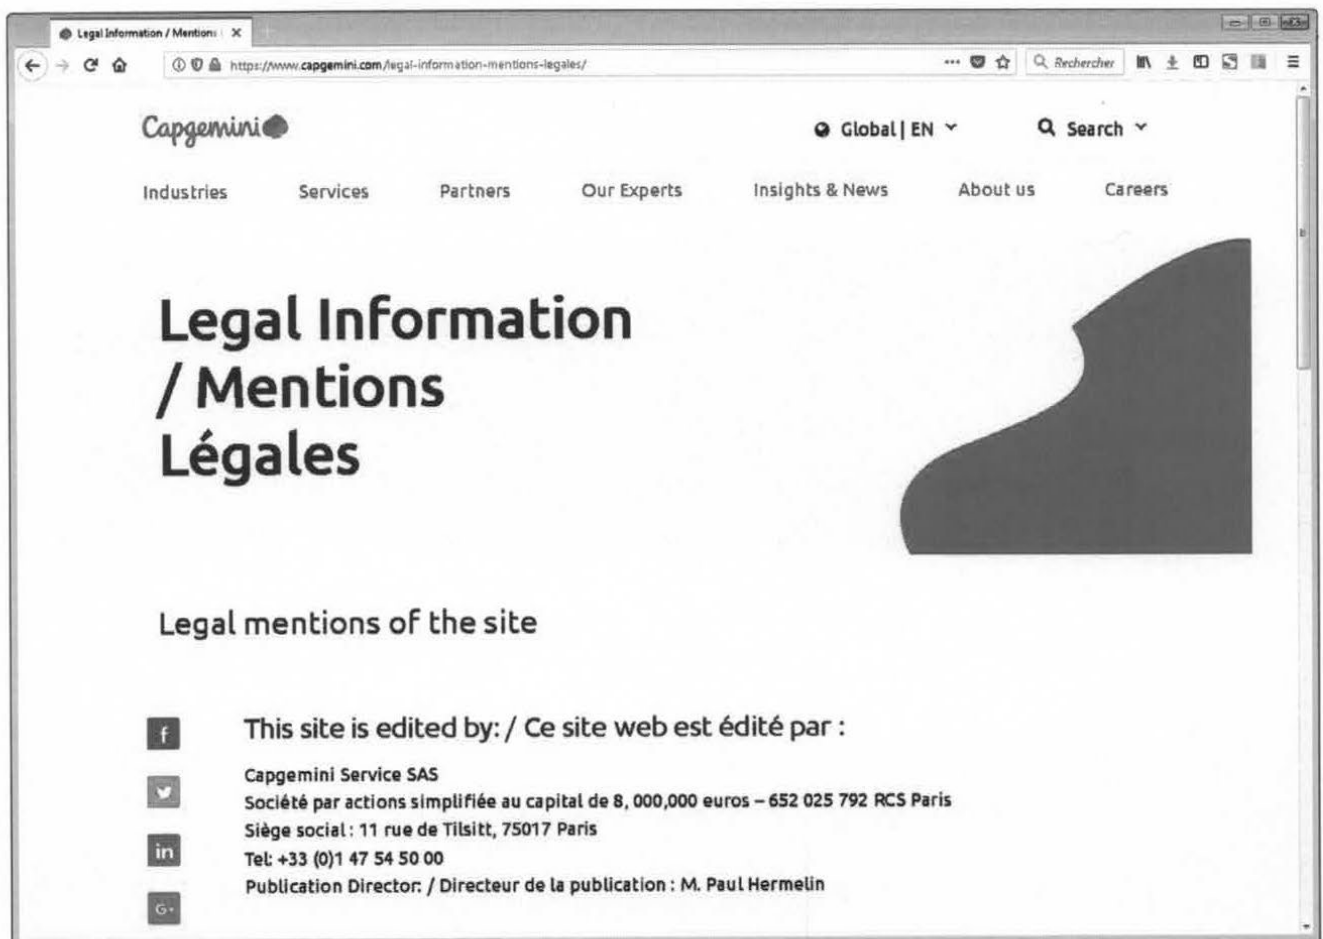 Legal Information / Mentions
https://www.capgemini.com/legal-information-mentions-legales/
Rechercher
Capgemini
Global | EN
Search
Industries Services Partners Our Experts Insights & News About us Careers
Legal Information
/ Mentions
Légales
Legal mentions of the site
This site is edited by: / Ce site web est édité par :
Capgemini Service SAS
Société par actions simplifiée au capital de 8, 000,000 euros – 652 025 792 RCS Paris
Siège social : 11 rue de Tilsitt, 75017 Paris
Tel: +33 (0)1 47 54 50 00
Publication Director: / Directeur de la publication : M. Paul Hermelin
f
in
G+